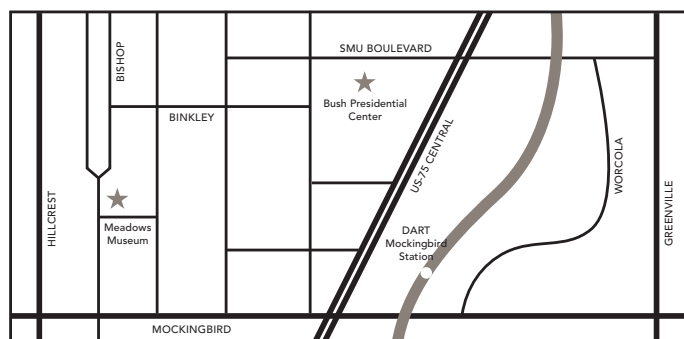 SMU BOULEVARD
BISHOP
Bush Presidential
Center
BINKLEY
US-75 CENTRAL
WORCOLA
HILLCREST
GREENVILLE
Meadows
Museum
DART
Mockingbird
Station
MOCKINGBIRD